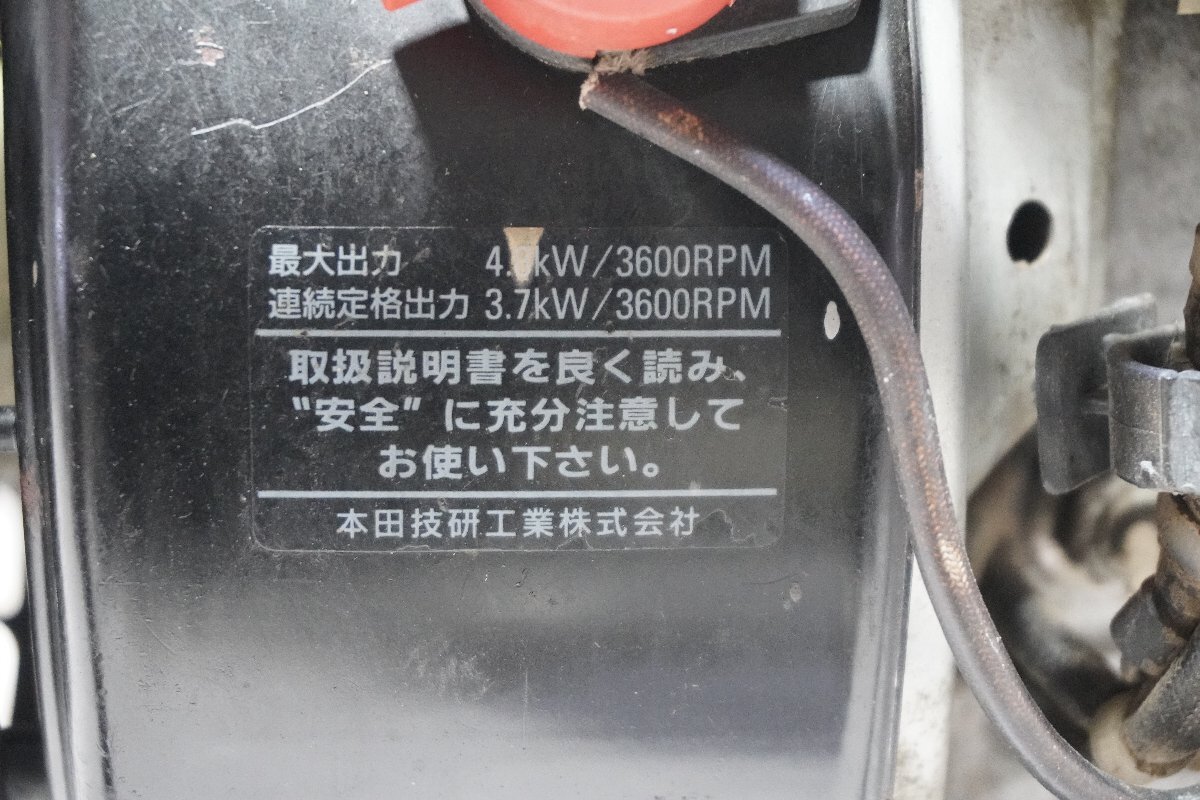 最大出力 kW/3600RPM
連続定格出力 3.7kW/3600RPM
取扱説明書を良く読み、
"安全"に充分注意して
お使い下さい。
本田技研工業株式会社